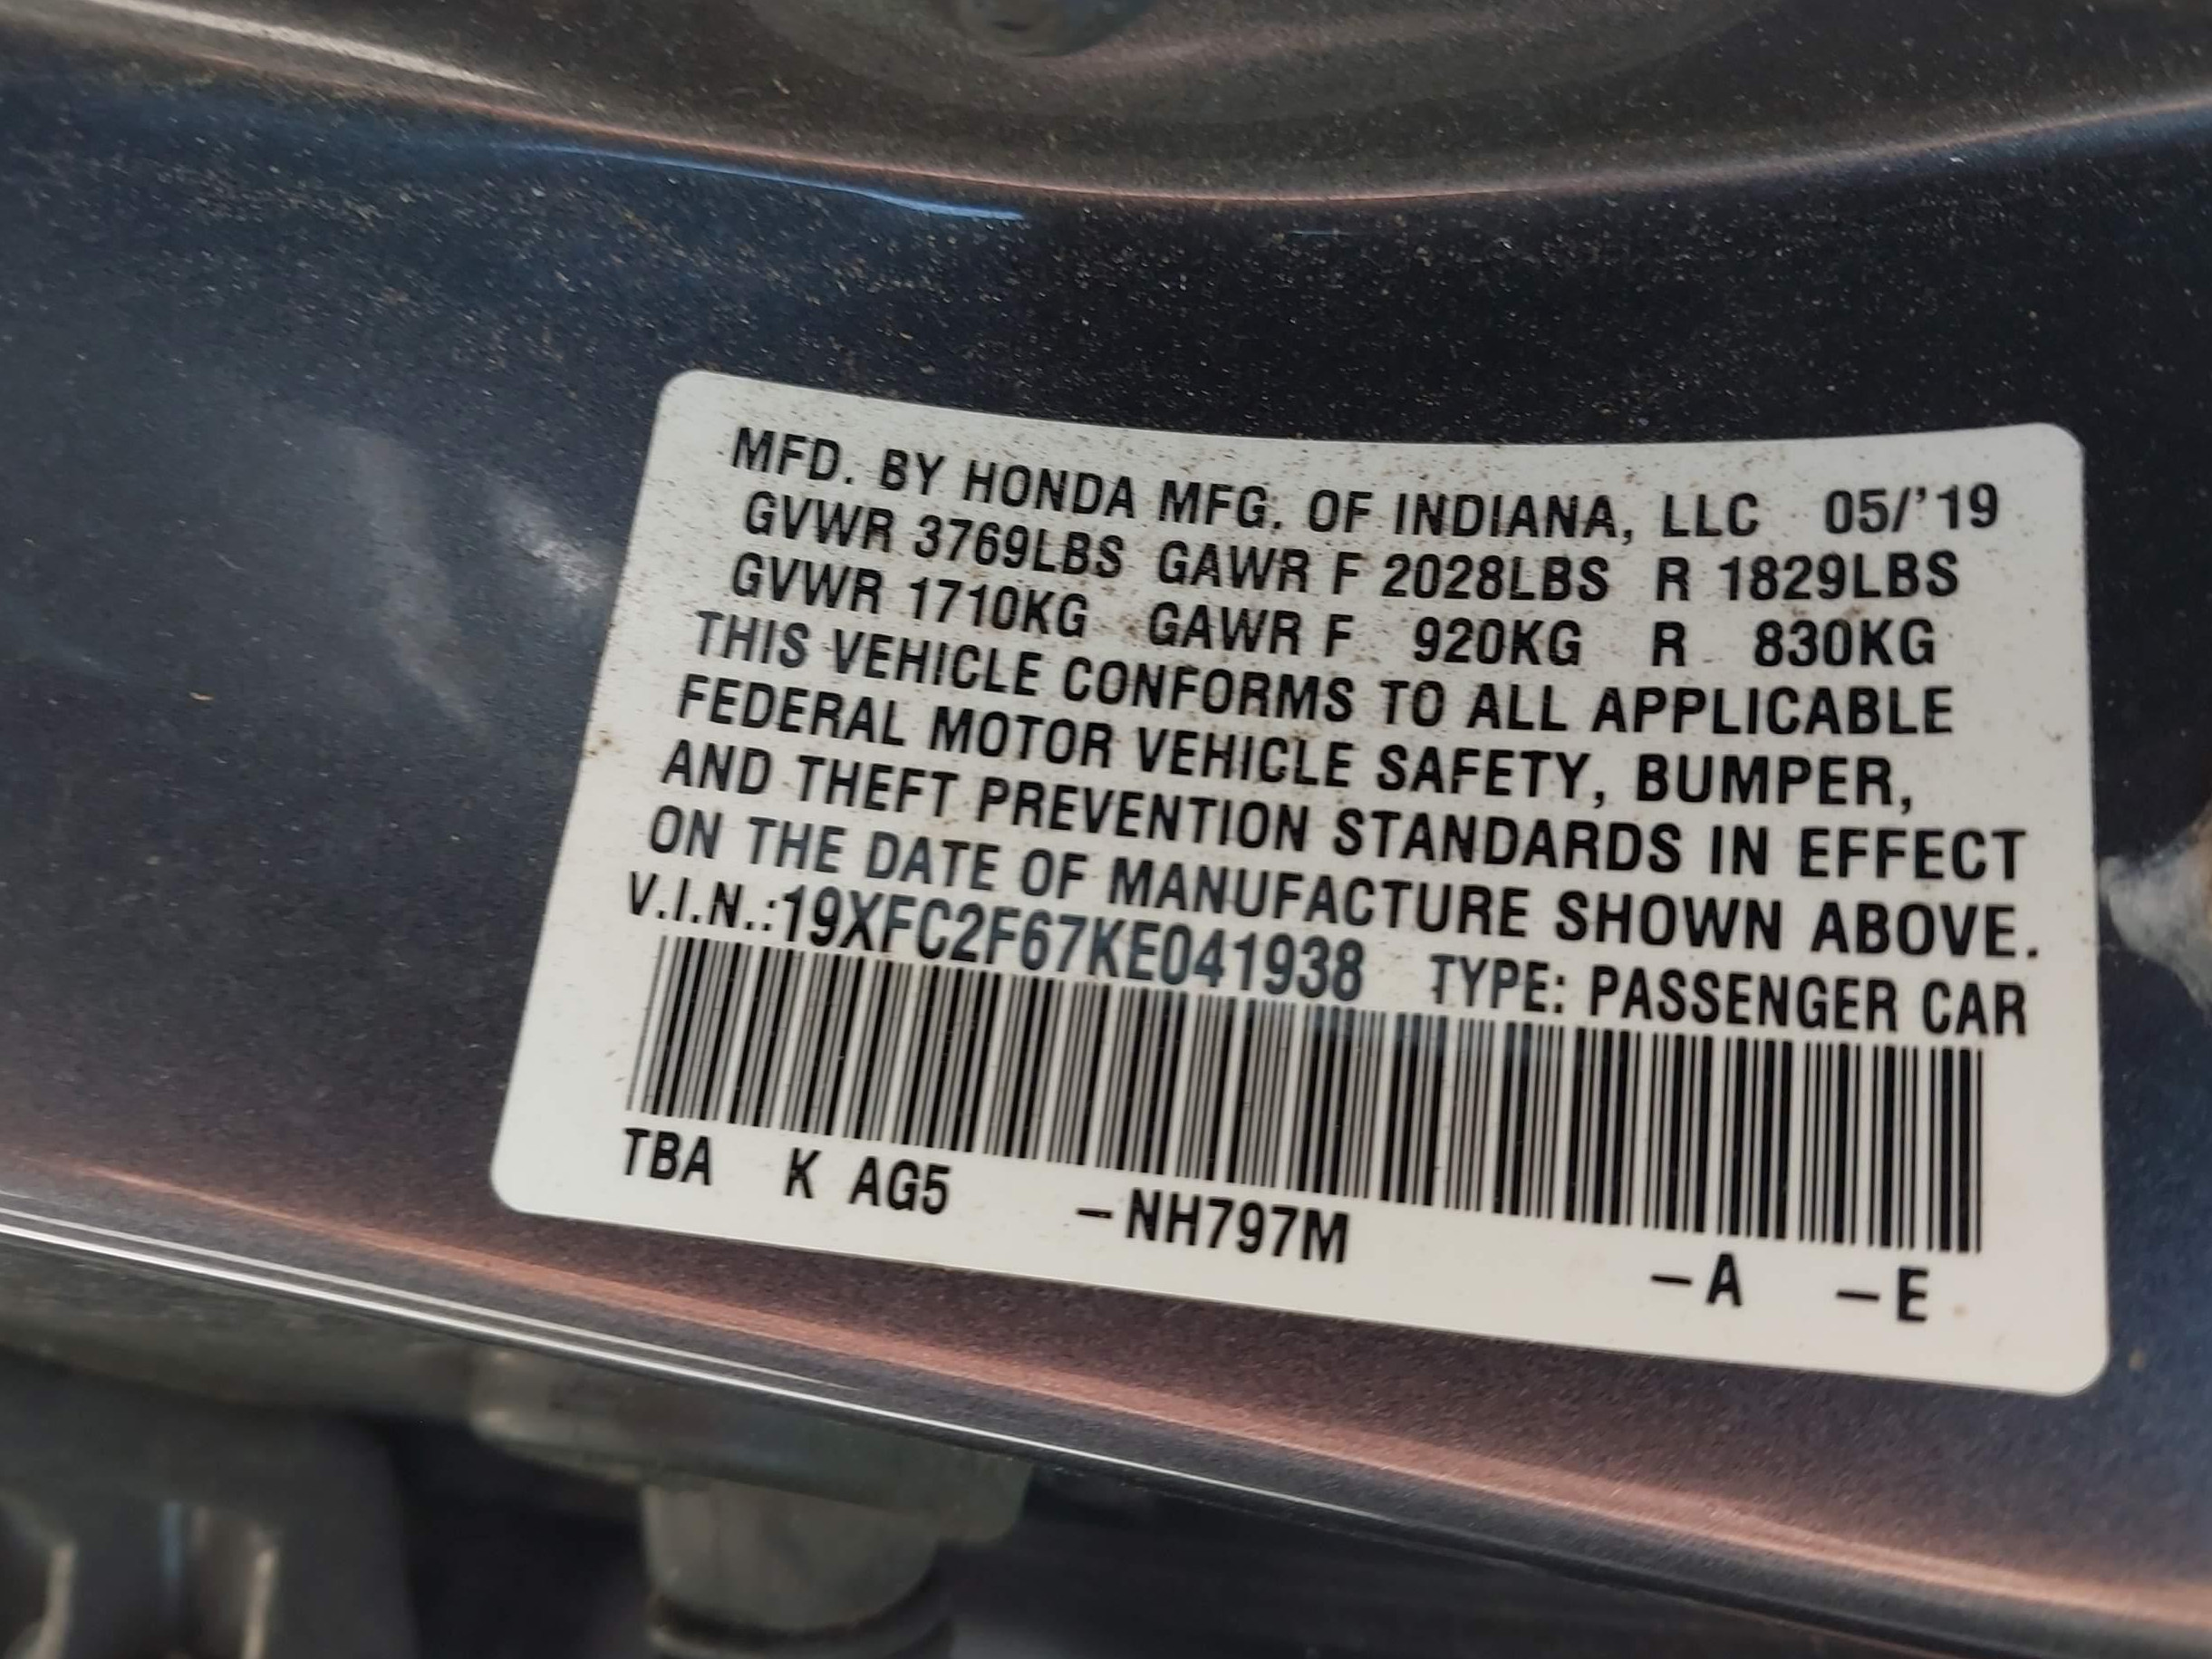 MFD. BY HONDA MFG. OF INDIANA, LLC 05/'19
GVWR 3769LBS GAWR F 2028LBS R 1829LBS
GVWR 1710KG GAWR F 920KG R 830KG
THIS VEHICLE CONFORMS TO ALL APPLICABLE
FEDERAL MOTOR VEHICLE SAFETY, BUMPER,
AND THEFT PREVENTION STANDARDS IN EFFECT
ON THE DATE OF MANUFACTURE SHOWN ABOVE.
V.I.N.:19XFC2F67KE041938 TYPE: PASSENGER CAR
TBA K AG5 –NH797M –A –E